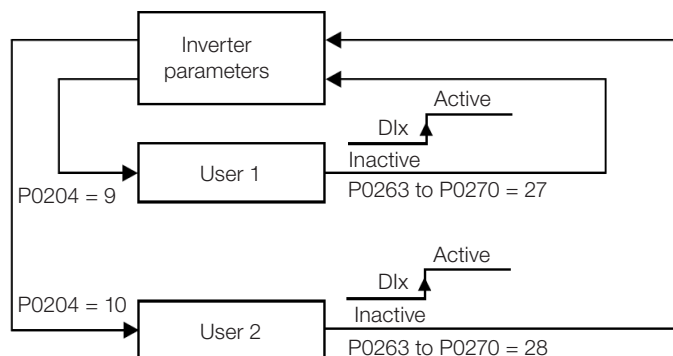 Inverter
parameters
Active
DIx
Inactive
User 1
P0204 = 9
P0263 to P0270 = 27
Active
DIx
P0204 = 10
Inactive
User 2
P0263 to P0270 = 28